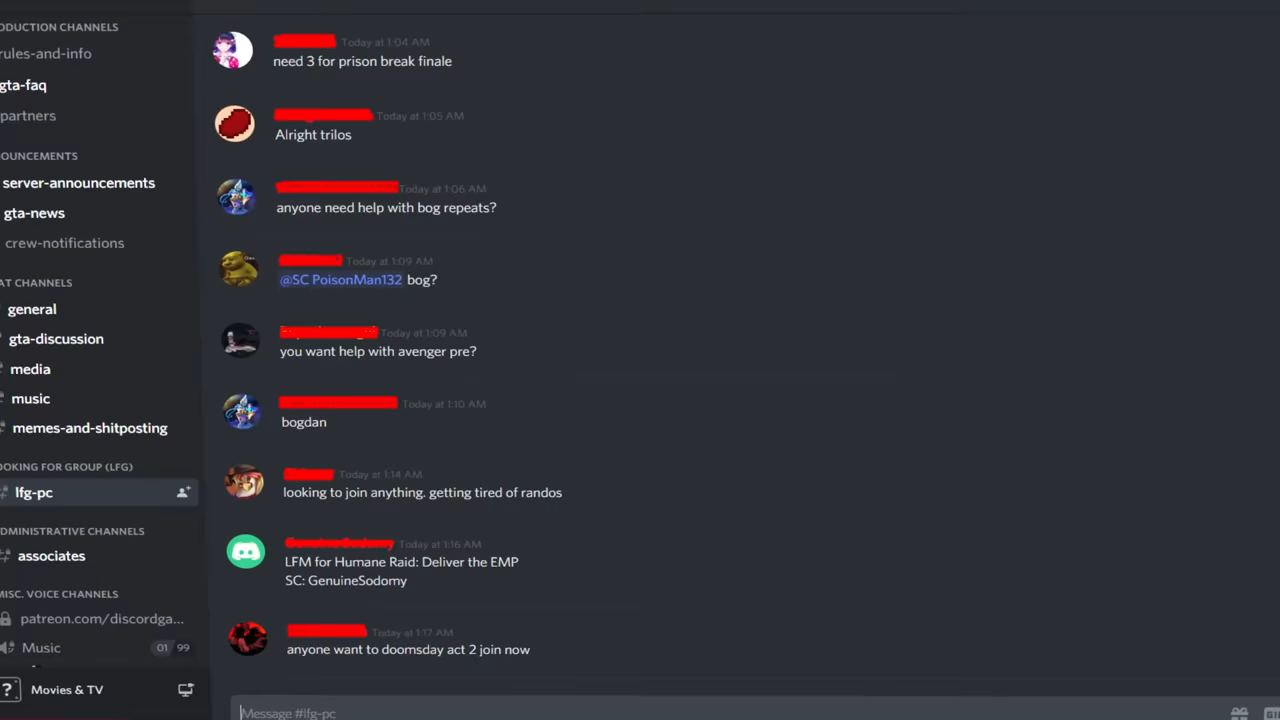 ODUCTION CHANNELS
rules-and-info
gta-faq
partners
OUNCEMENTS
server-announcements
gta-news
crew-notifications
AT CHANNELS
general
gta-discussion
media
music
memes-and-shitposting
OOKING FOR GROUP (LFG)
lfg-pc
DMINISTRATIVE CHANNELS
associates
MISC. VOICE CHANNELS
patreon.com/discordga...
Music 01 99
Movies & TV
Today at 1:04 AM
need 3 for prison break finale
Today at 1:05 AM
Alright trilos
Today at 1:06 AM
anyone need help with bog repeats?
Today at 1:09 AM
@SC PoisonMan132 bog?
Today at 1:09 AM
you want help with avenger pre?
Today at 1:10 AM
bogdan
Today at 1:14 AM
looking to join anything. getting tired of randos
Today at 1:16 AM
LFM for Humane Raid: Deliver the EMP
SC: GenuineSodomy
Today at 1:17 AM
anyone want to doomsday act 2 join now
Message #lfg-pc